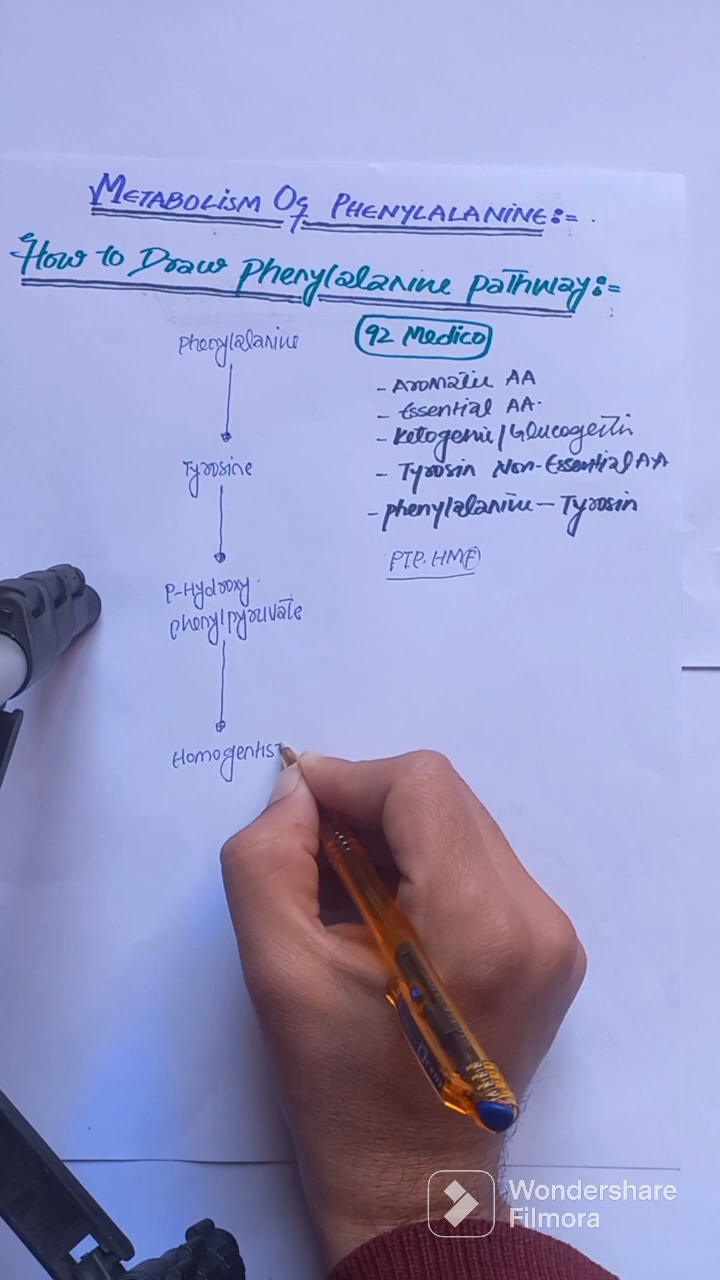 METABOLISM OF PHENYLALANINE:= .
How to Draw Phenylalanine pathway:=
92 Medico
phenylalanine
- Aromatic AA
- Essential AA.
- Ketogenic/Glucogenic
Tyrosine
- Tyrosin Non-Essential AA
- phenylalanine - Tyrosin
PTP.HMF
P-Hydroxy
phenylpyruvate
Homogentis
Wondershare
Filmora